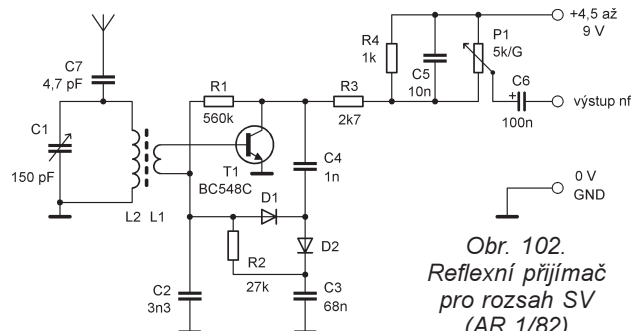 +4,5 až
9 V
R4
1k
C5
10n
P1
5k/G
C7
4,7 pF
R1
560k
R3
2k7
C6
+
100n
výstup nf
C1
150 pF
T1
BC548C
C4
1n
L2 L1
D1
0 V
GND
R2
27k
D2
C2
3n3
C3
68n
Obr. 102.
Reflexní přijímač
pro rozsah SV
(AR 1/82)